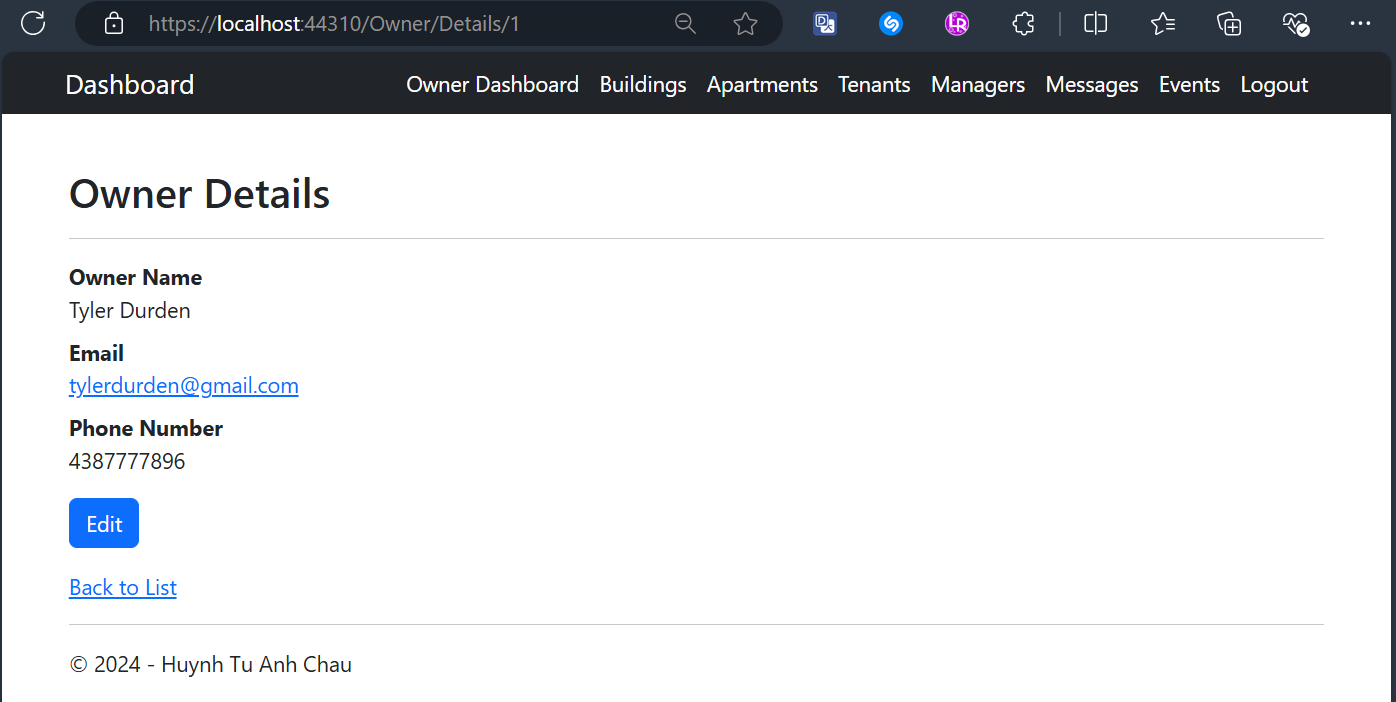 https://localhost:44310/Owner/Details/1
Dashboard Owner Dashboard Buildings Apartments Tenants Managers Messages Events Logout
Owner Details
Owner Name
Tyler Durden
Email
tylerdurden@gmail.com
Phone Number
4387777896
Edit
Back to List
© 2024 - Huynh Tu Anh Chau